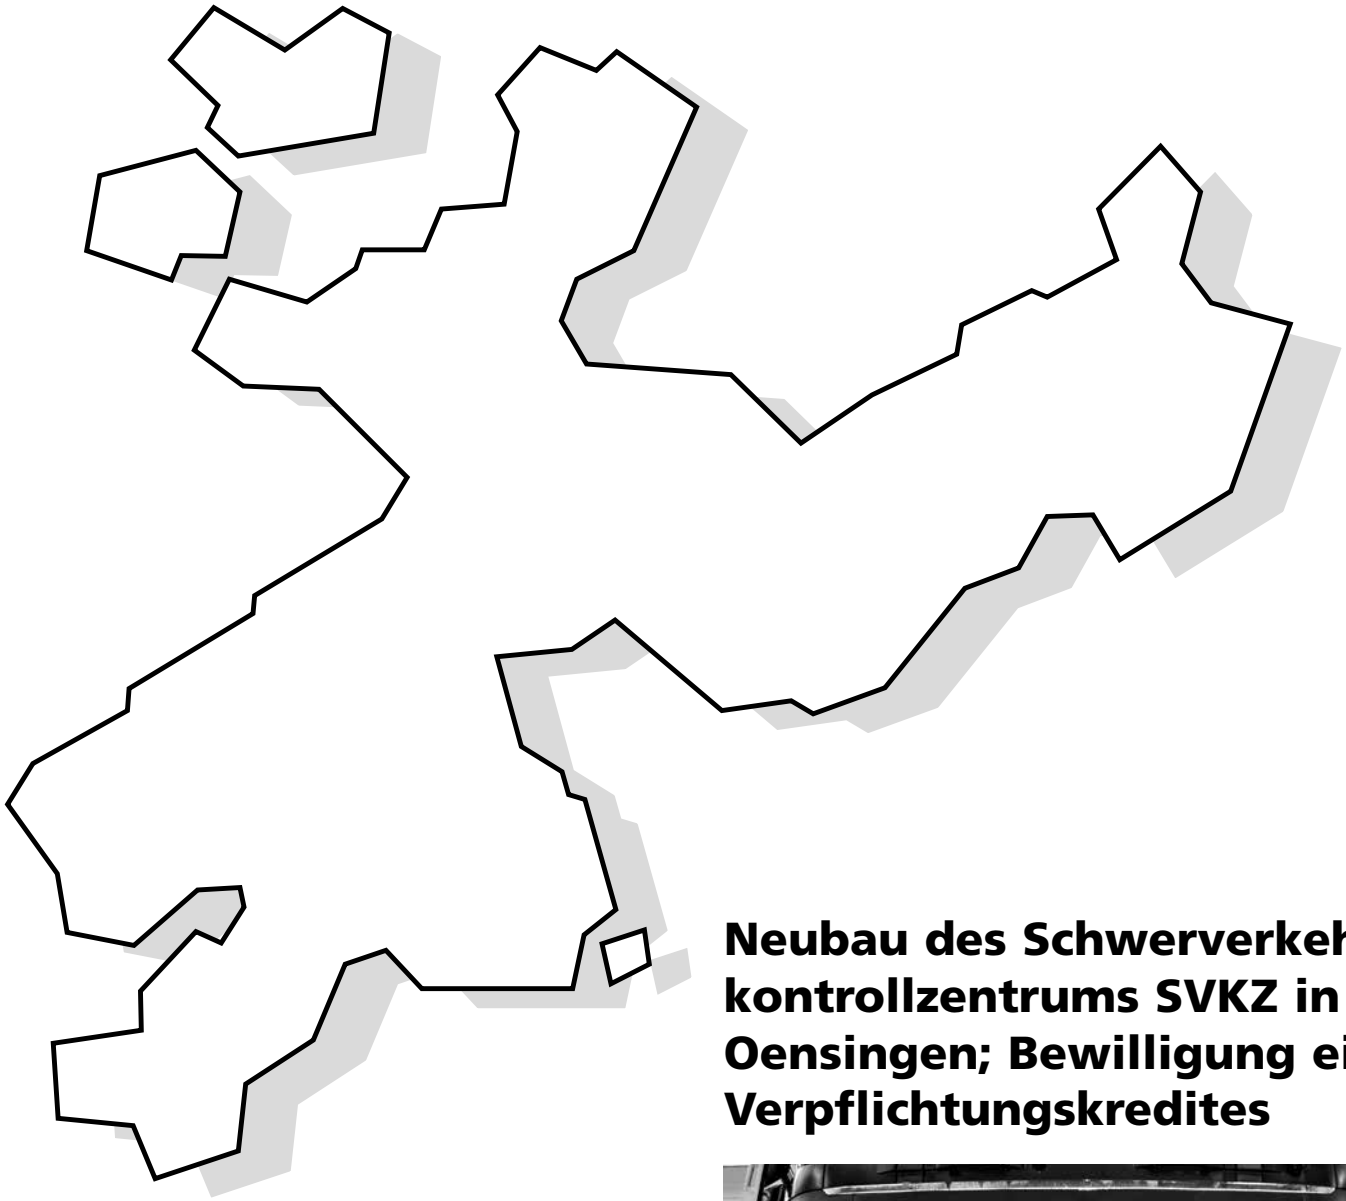 Neubau des Schwerverkeh
kontrollzentrums SVKZ in
Oensingen; Bewilligung ei
Verpflichtungskredites